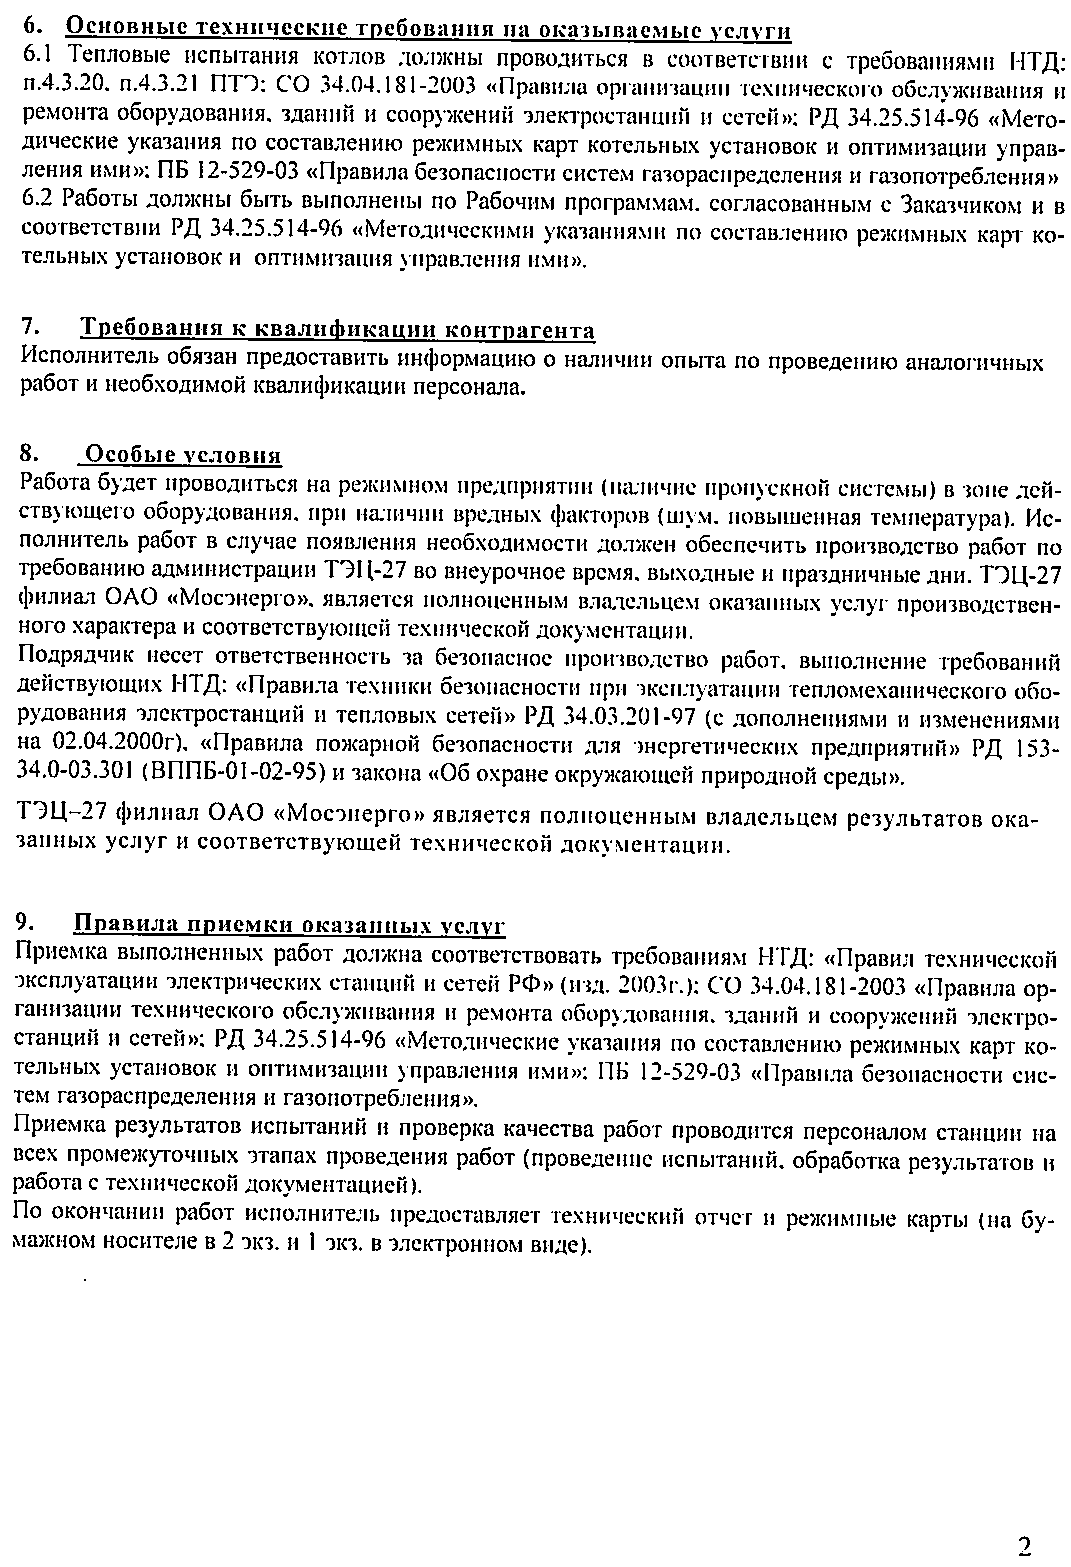 6. Основные технические требования на оказываемые услуги
6.1 Тепловые испытания котлов должны проводиться в соответствии с требованиями НТД:
п.4.3.20. п.4.3.21 ПТЭ: СО 34.04.181-2003 «Правила организации технического обслуживания и
ремонта оборудования, зданий и сооружений электростанций и сетей»; РД 34.25.514-96 «Мето-
дические указания по составлению режимных карт котельных установок и оптимизации управ-
ления ими»: ПБ 12-529-03 «Правила безопасности систем газораспределения и газопотребления»
6.2 Работы должны быть выполнены по Рабочим программам. согласованным с Заказчиком и в
соответствии РД 34.25.514-96 «Методическими указаниями по составлению режимных карт ко-
тельных установок и оптимизация управления ими».
7. Требования к квалификации контрагента
Исполнитель обязан предоставить информацию о наличии опыта по проведению аналогичных
работ и необходимой квалификации персонала.
8. Особые условия
Работа будет проводиться на режимном предприятии (наличие пропускной системы) в зоне дей-
ствующего оборудования, при наличии вредных факторов (шум, повышенная температура). Ис-
полнитель работ в случае появления необходимости должен обеспечить производство работ по
требованию администрации ТЭЦ-27 во внеурочное время, выходные и праздничные дни. ТЭЦ-27
филиал ОАО «Мосэнерго», является полноценным владельцем оказанных услуг производствен-
ного характера и соответствующей технической документации.
Подрядчик несет ответственность за безопасное производство работ, выполнение требований
действующих НТД: «Правила техники безопасности при эксплуатации тепломеханического обо-
рудования электростанций и тепловых сетей» РД 34.03.201-97 (с дополнениями и изменениями
на 02.04.2000г), «Правила пожарной безопасности для энергетических предприятий» РД 153-
34.0-03.301 (ВППБ-01-02-95) и закона «Об охране окружающей природной среды».
ТЭЦ–27 филиал ОАО «Мосэнерго» является полноценным владельцем результатов ока-
занных услуг и соответствующей технической документации.
9. Правила приемки оказанных услуг
Приемка выполненных работ должна соответствовать требованиям НТД: «Правил технической
эксплуатации электрических станций и сетей РФ» (изд. 2003г.); СО 34.04.181-2003 «Правила ор-
ганизации технического обслуживания и ремонта оборудования, зданий и сооружений электро-
станций и сетей»; РД 34.25.514-96 «Методические указания по составлению режимных карт ко-
тельных установок и оптимизации управления ими»: ПБ 12-529-03 «Правила безопасности сис-
тем газораспределения и газопотребления».
Приемка результатов испытаний и проверка качества работ проводится персоналом станции на
всех промежуточных этапах проведения работ (проведение испытаний, обработка результатов и
работа с технической документацией).
По окончании работ исполнитель предоставляет технический отчет и режимные карты (на бу-
мажном носителе в 2 экз. и 1 экз. в электронном виде).
2